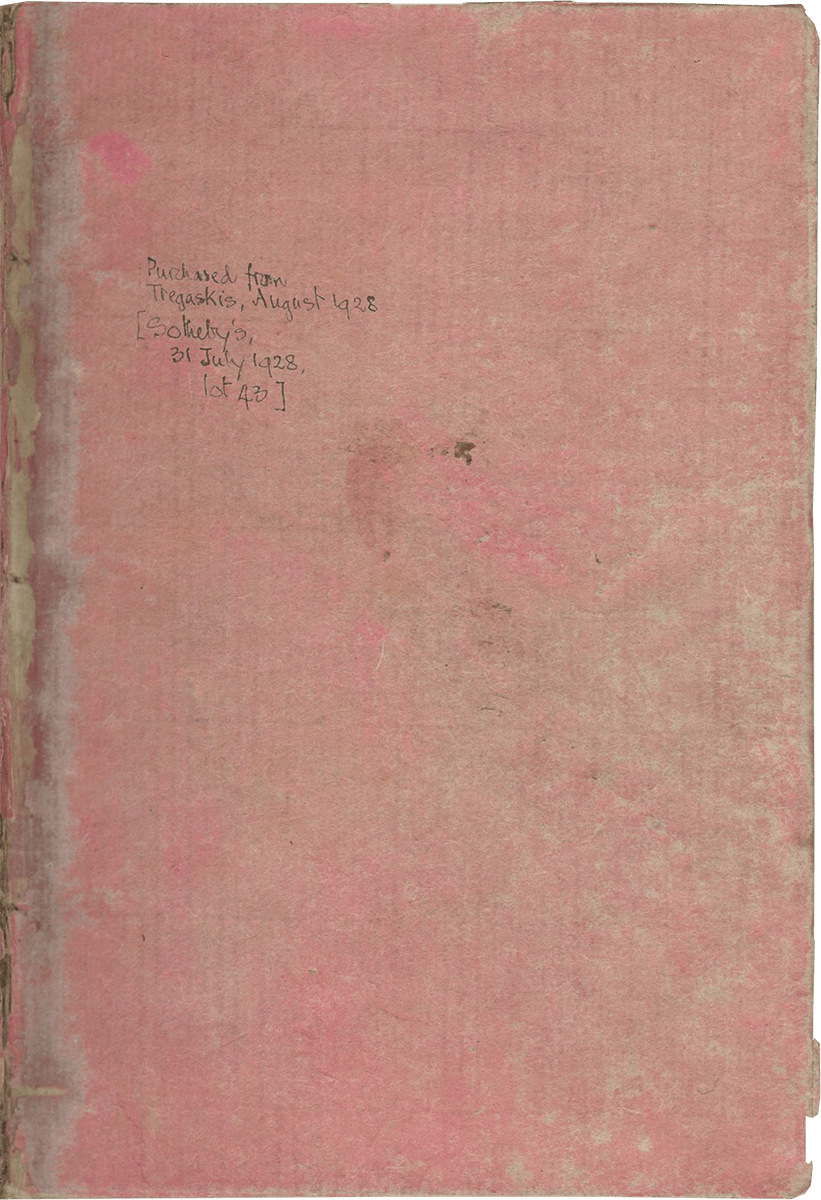 Purchased from
Tregaskis, August 1928
[Sotheby's,
31 July 1928,
lot 43]